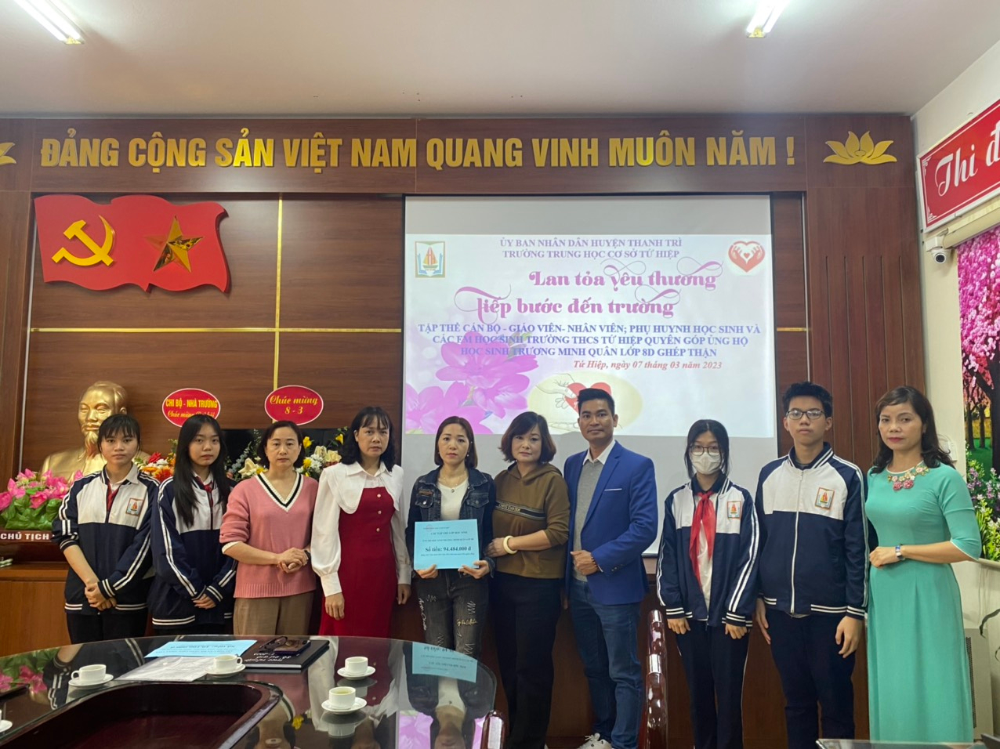 ĐẢNG CỘNG SẢN VIỆT NAM QUANG VINH MUÔN NĂM !
Thi đ
ỦY BAN NHÂN DÂN HUYỆN THANH TRÌ
TRƯỜNG TRUNG HỌC CƠ SỞ TỨ HIỆP
Lan tỏa yêu thương
Tiếp bước đến trường
TẬP THỂ CÁN BỘ - GIÁO VIÊN- NHÂN VIÊN; PHỤ HUYNH HỌC SINH VÀ
CÁC EM HỌC SINH TRƯỜNG THCS TỨ HIỆP QUYÊN GÓP ỦNG HỘ
HỌC SINH TRƯƠNG MINH QUÂN LỚP 8D GHÉP THẬN
Tứ Hiệp, ngày 07 tháng 03 năm 2023
CHI BỘ - NHÀ TRƯỜNG
Chúc mừng
Chúc mừng
8 - 3
CHỦ TỊCH
Số tiền: 94.484.000 đ